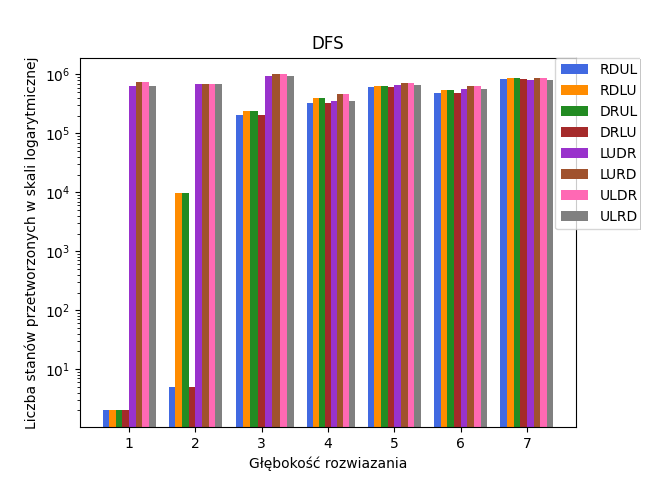 DFS
Liczba stanów przetworzonych w skali logarytmicznej
10⁶
10⁵
10⁴
10³
10²
10¹
1 2 3 4 5 6 7
Głębokość rozwiazania
RDUL
RDLU
DRUL
DRLU
LUDR
LURD
ULDR
ULRD